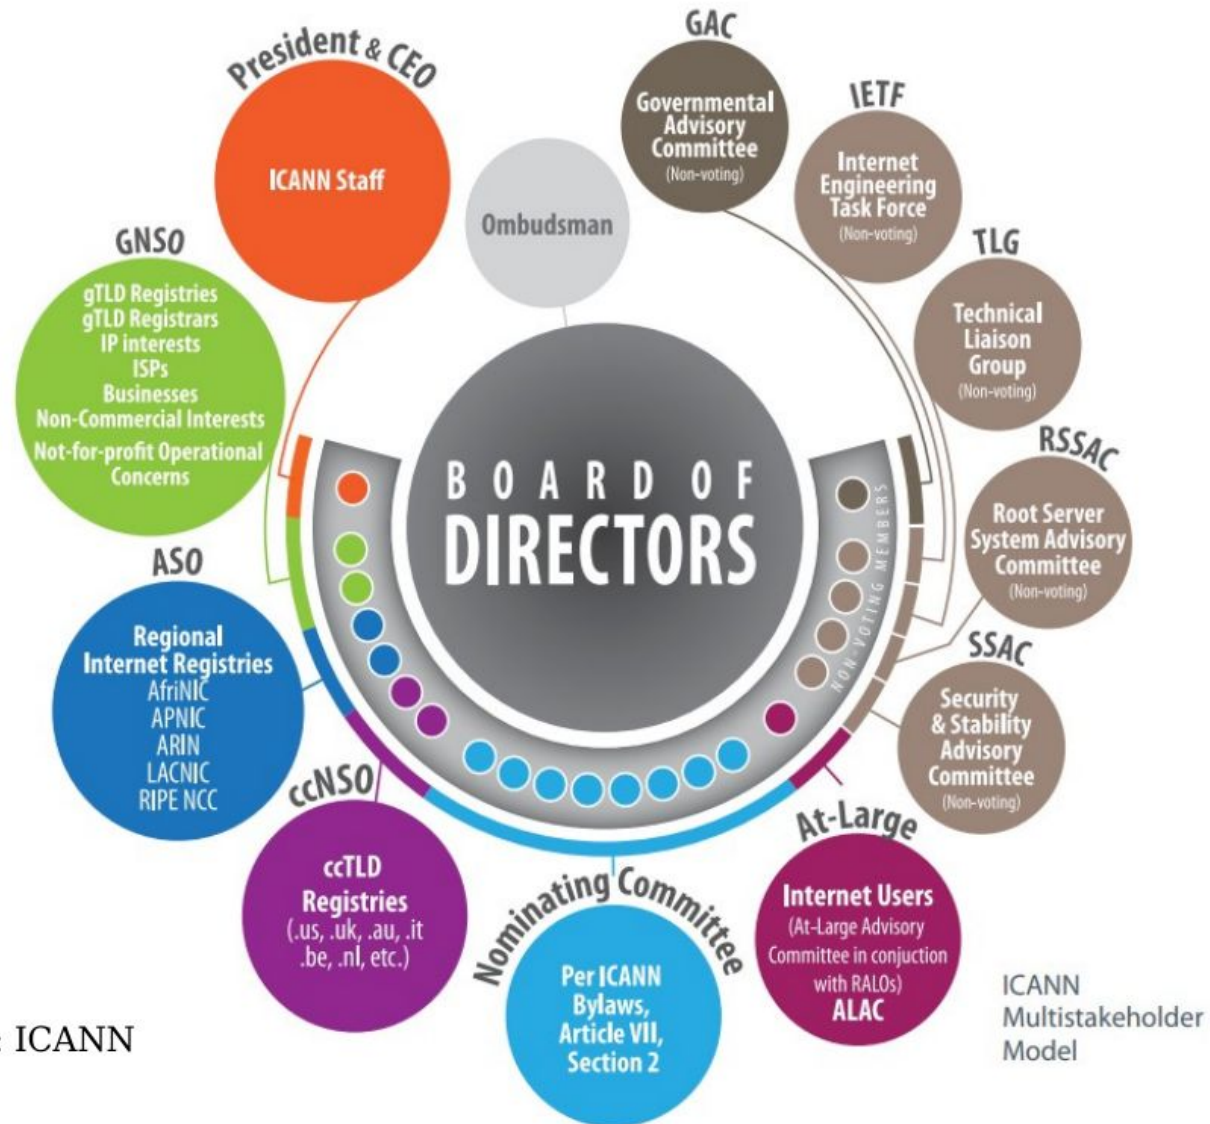 President & CEO
ICANN Staff
Ombudsman
GAC
Governmental
Advisory
Committee
(Non-voting)
IETF
Internet
Engineering
Task Force
(Non-voting)
TLG
Technical
Liaison
Group
(Non-voting)
GNSO
gTLD Registries
gTLD Registrars
IP interests
ISPs
Businesses
Non-Commercial Interests
Not-for-profit Operational
Concerns
BOARD OF
DIRECTORS
NON-VOTING MEMBERS
RSSAC
Root Server
System Advisory
Committee
(Non-voting)
ASO
Regional
Internet Registries
AfriNIC
APNIC
ARIN
LACNIC
RIPE NCC
SSAC
Security
& Stability
Advisory
Committee
(Non-voting)
ccNSO
ccTLD
Registries
(.us, .uk, .au, .it
.be, .nl, etc.)
Nominating Committee
Per ICANN
Bylaws,
Article VII,
Section 2
At-Large
Internet Users
(At-Large Advisory
Committee in conjuction
with RALOs)
ALAC
ICANN
Multistakeholder
Model
: ICANN